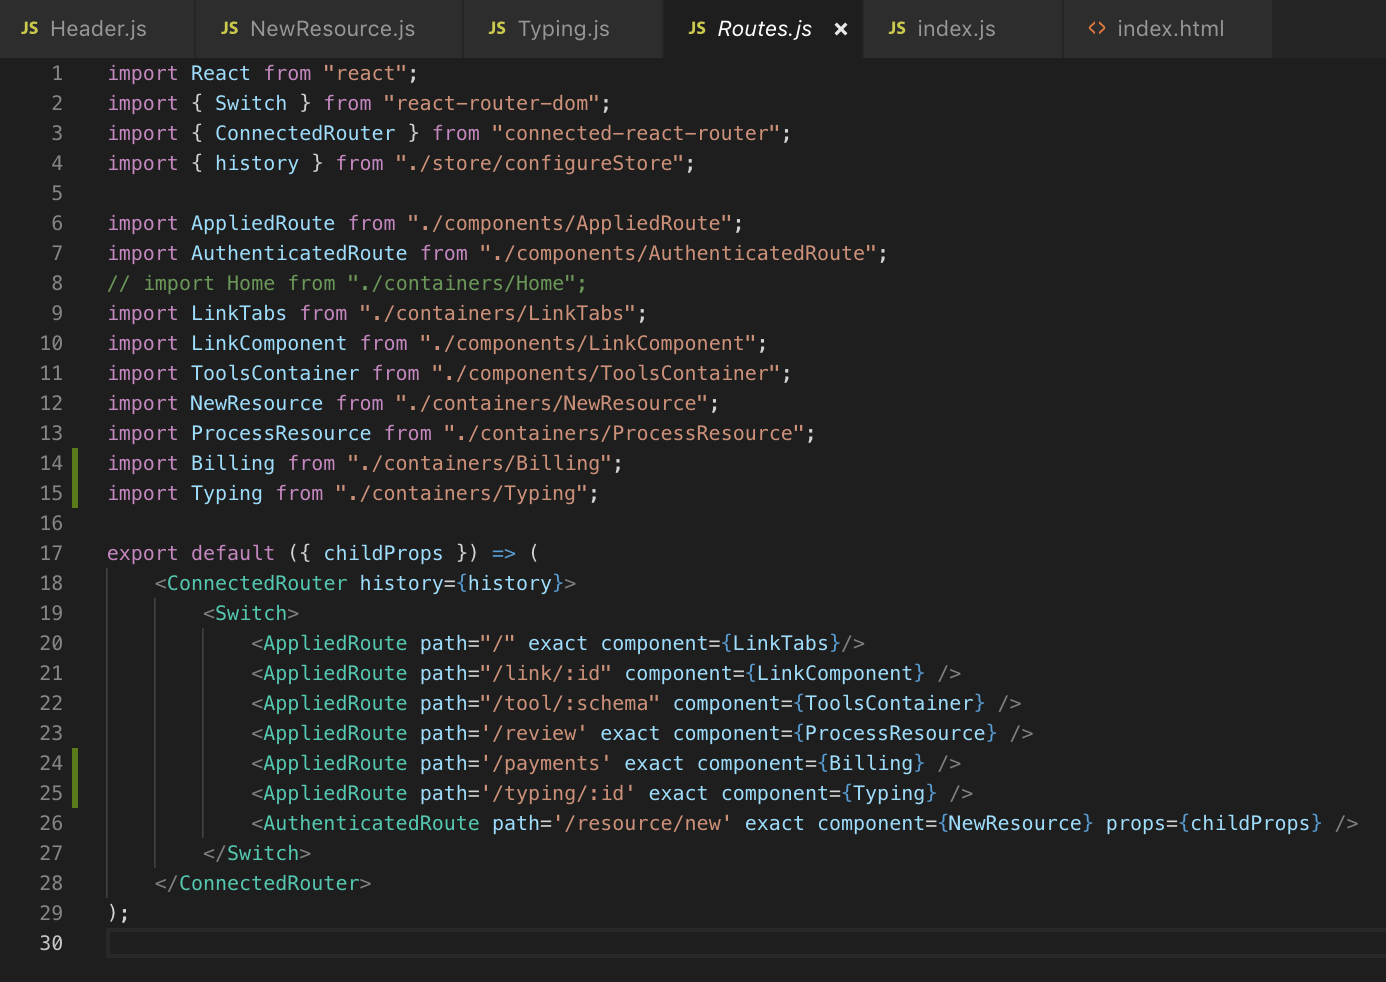 JS Header.js JS NewResource.js JS Typing.js JS Routes.js × JS index.js <> index.html
1 import React from "react";
2 import { Switch } from "react-router-dom";
3 import { ConnectedRouter } from "connected-react-router";
4 import { history } from "./store/configureStore";
5
6 import AppliedRoute from "./components/AppliedRoute";
7 import AuthenticatedRoute from "./components/AuthenticatedRoute";
8 // import Home from "./containers/Home";
9 import LinkTabs from "./containers/LinkTabs";
10 import LinkComponent from "./components/LinkComponent";
11 import ToolsContainer from "./components/ToolsContainer";
12 import NewResource from "./containers/NewResource";
13 import ProcessResource from "./containers/ProcessResource";
14 import Billing from "./containers/Billing";
15 import Typing from "./containers/Typing";
16
17 export default ({ childProps }) => (
18     <ConnectedRouter history={history}>
19         <Switch>
20             <AppliedRoute path="/" exact component={LinkTabs}/>
21             <AppliedRoute path="/link/:id" component={LinkComponent} />
22             <AppliedRoute path="/tool/:schema" component={ToolsContainer} />
23             <AppliedRoute path='/review' exact component={ProcessResource} />
24             <AppliedRoute path='/payments' exact component={Billing} />
25             <AppliedRoute path='/typing/:id' exact component={Typing} />
26             <AuthenticatedRoute path='/resource/new' exact component={NewResource} props={childProps} />
27         </Switch>
28     </ConnectedRouter>
29 );
30